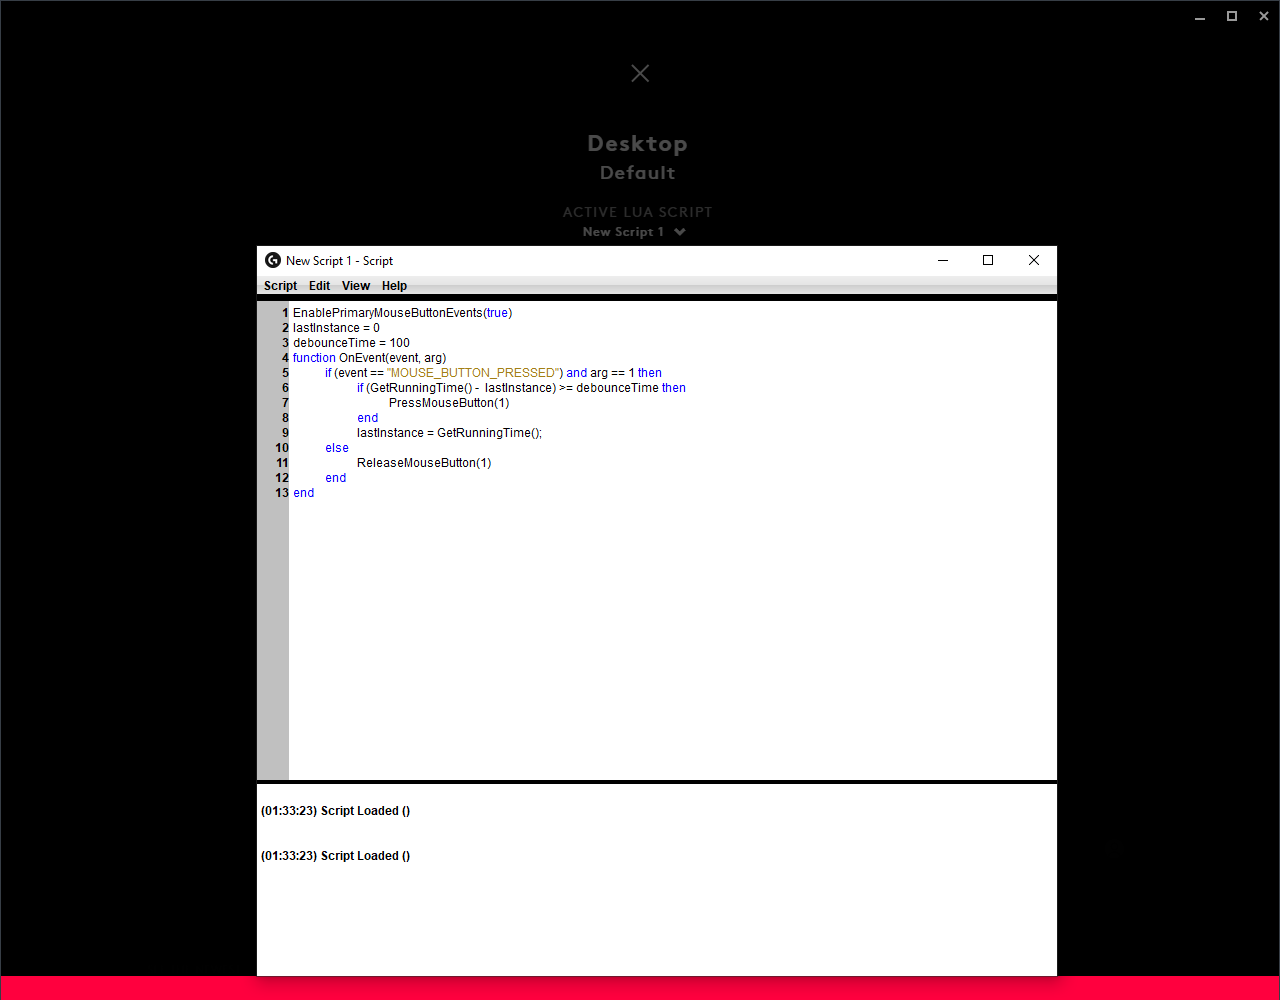 Desktop
Default
ACTIVE LUA SCRIPT
New Script 1
New Script 1 - Script
Script Edit View Help
1 EnablePrimaryMouseButtonEvents(true)
2 lastInstance = 0
3 debounceTime = 100
4 function OnEvent(event, arg)
5 if (event == "MOUSE_BUTTON_PRESSED") and arg == 1 then
6 if (GetRunningTime() - lastInstance) >= debounceTime then
7 PressMouseButton(1)
8 end
9 lastInstance = GetRunningTime();
10 else
11 ReleaseMouseButton(1)
12 end
13 end
(01:33:23) Script Loaded ()
(01:33:23) Script Loaded ()